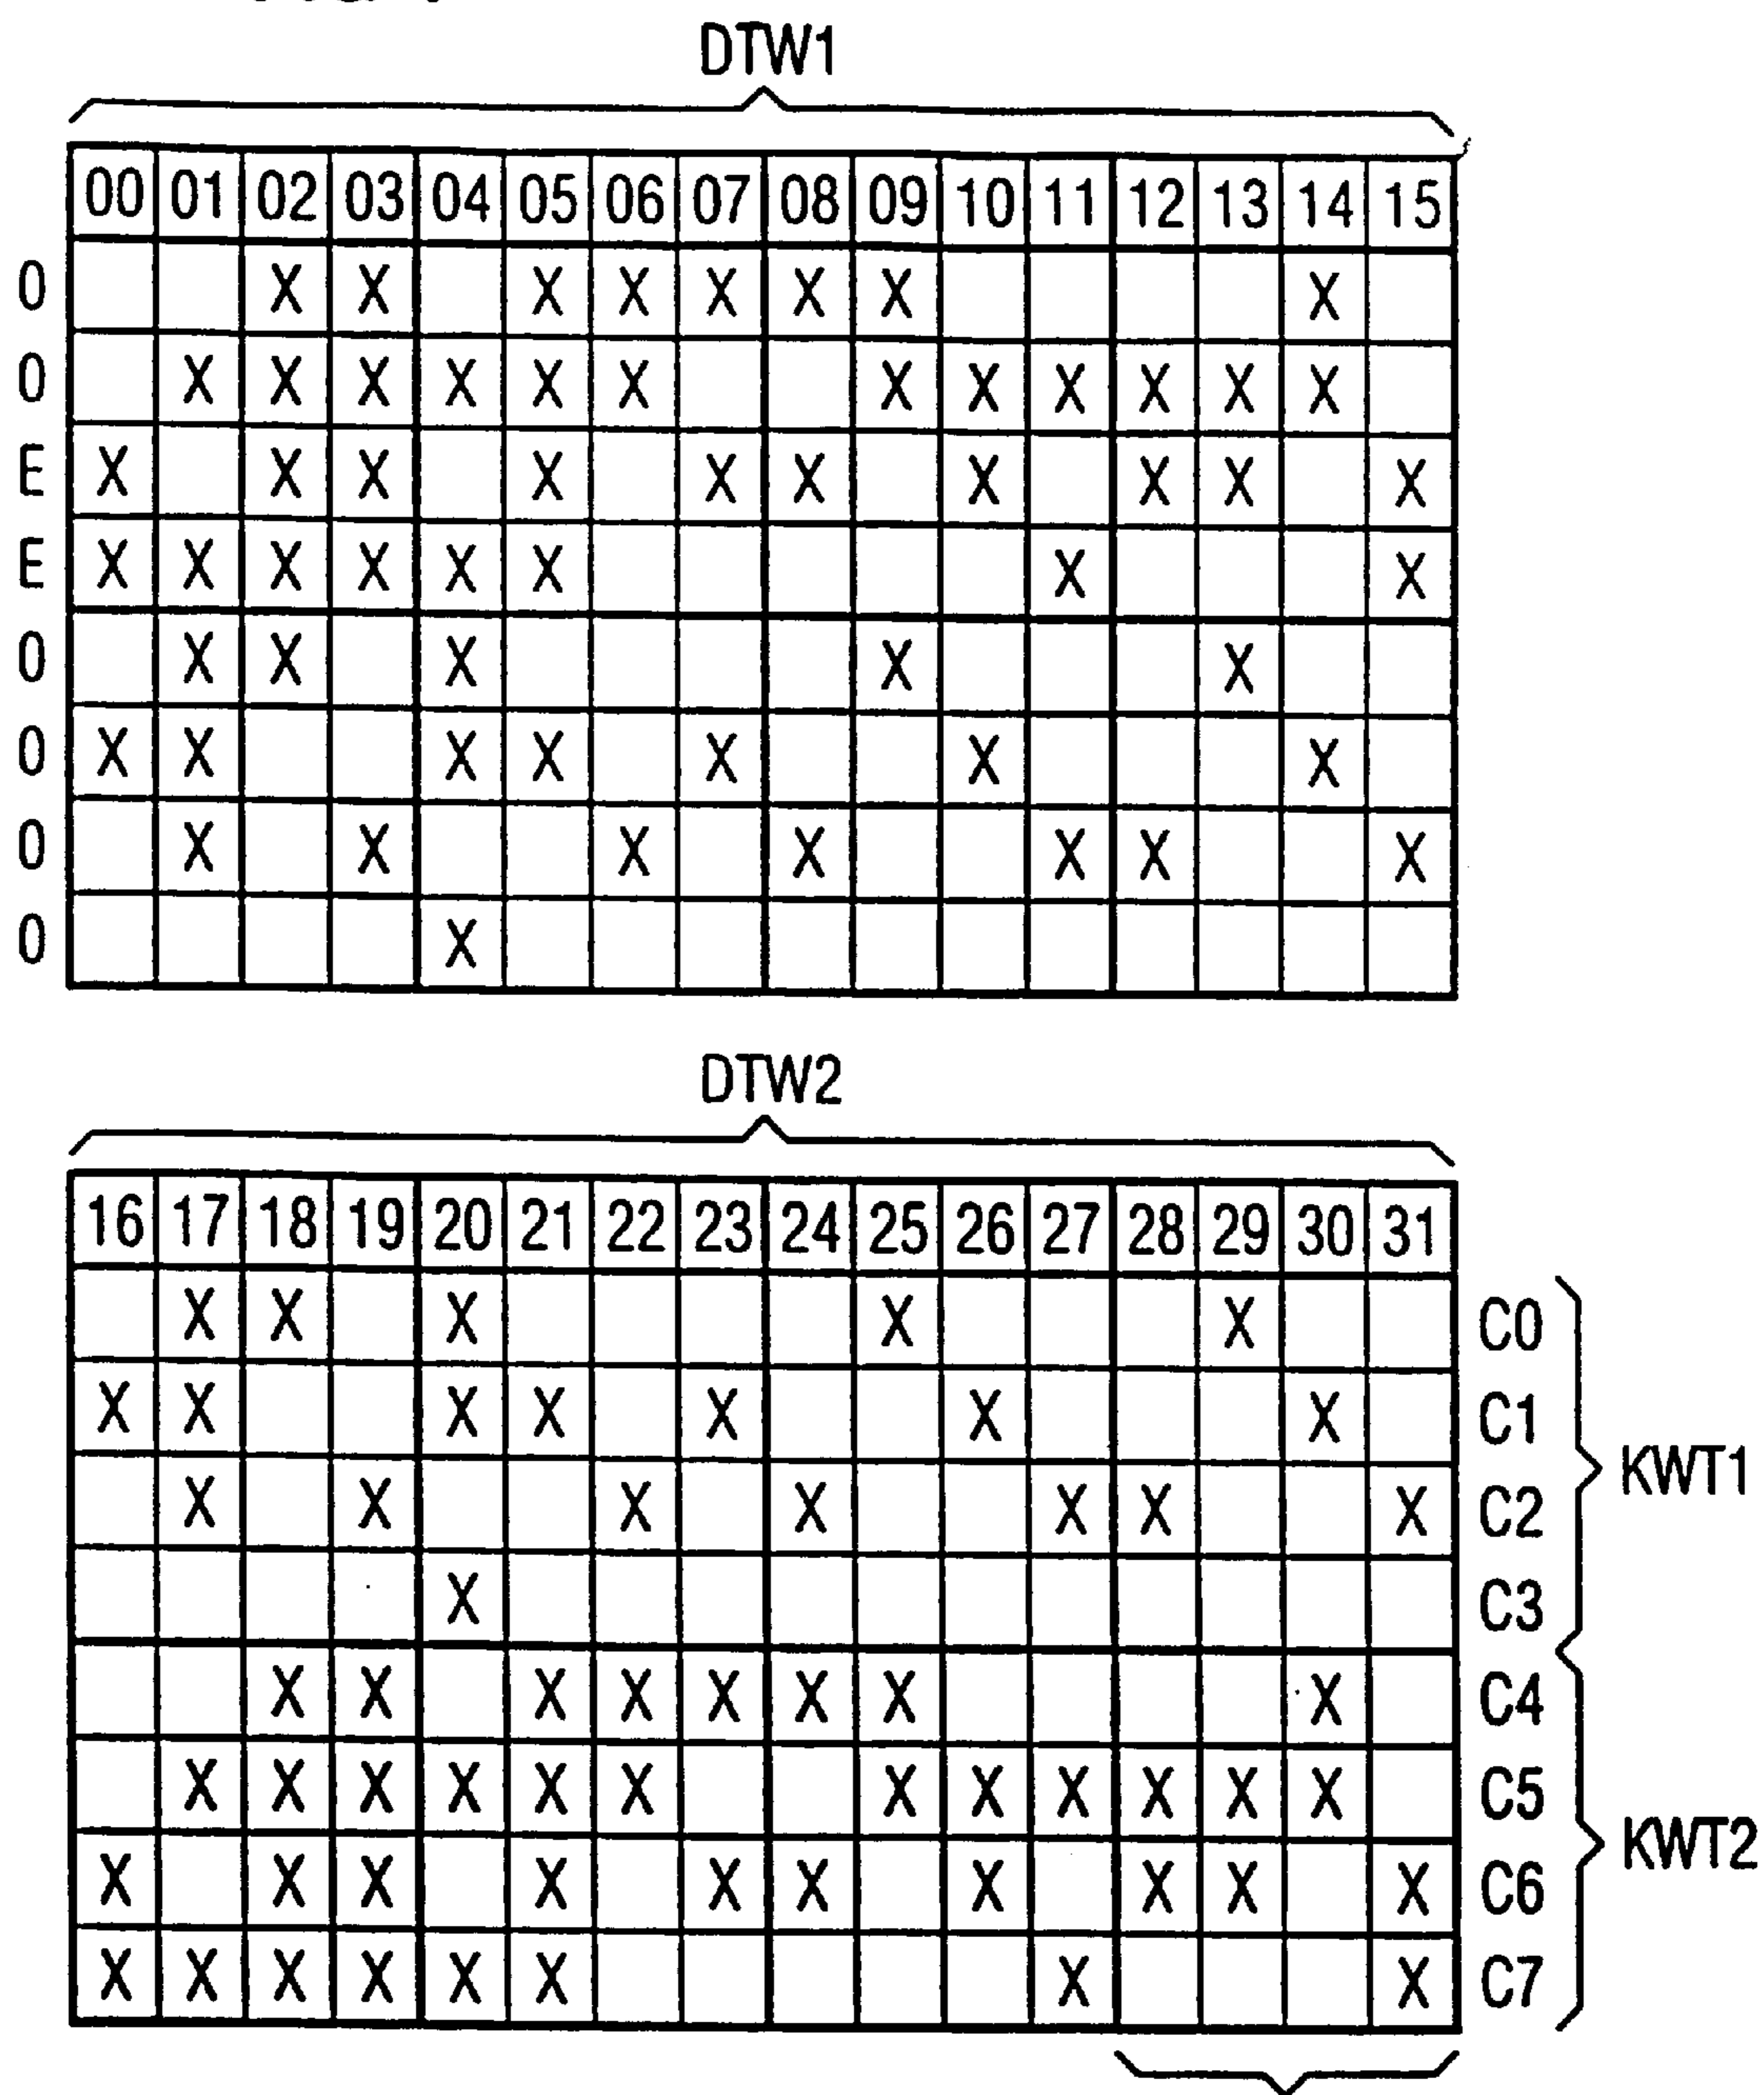 DTW1
00 01 02 03 04 05 06 07 08 09 10 11 12 13 14 15
0 X X X X X X X X
0 X X X X X X X X X X X X
E X X X X X X X X X X
E X X X X X X X X
0 X X X X X
0 X X X X X X X
0 X X X X X X X
0 X
DTW2
16 17 18 19 20 21 22 23 24 25 26 27 28 29 30 31
X X X X X C0
X X X X X X X C1
X X X X X X X C2
X C3
X X X X X X X X C4
X X X X X X X X X X X X C5
X X X X X X X X X X C6
X X X X X X X X C7
KWT1
KWT2